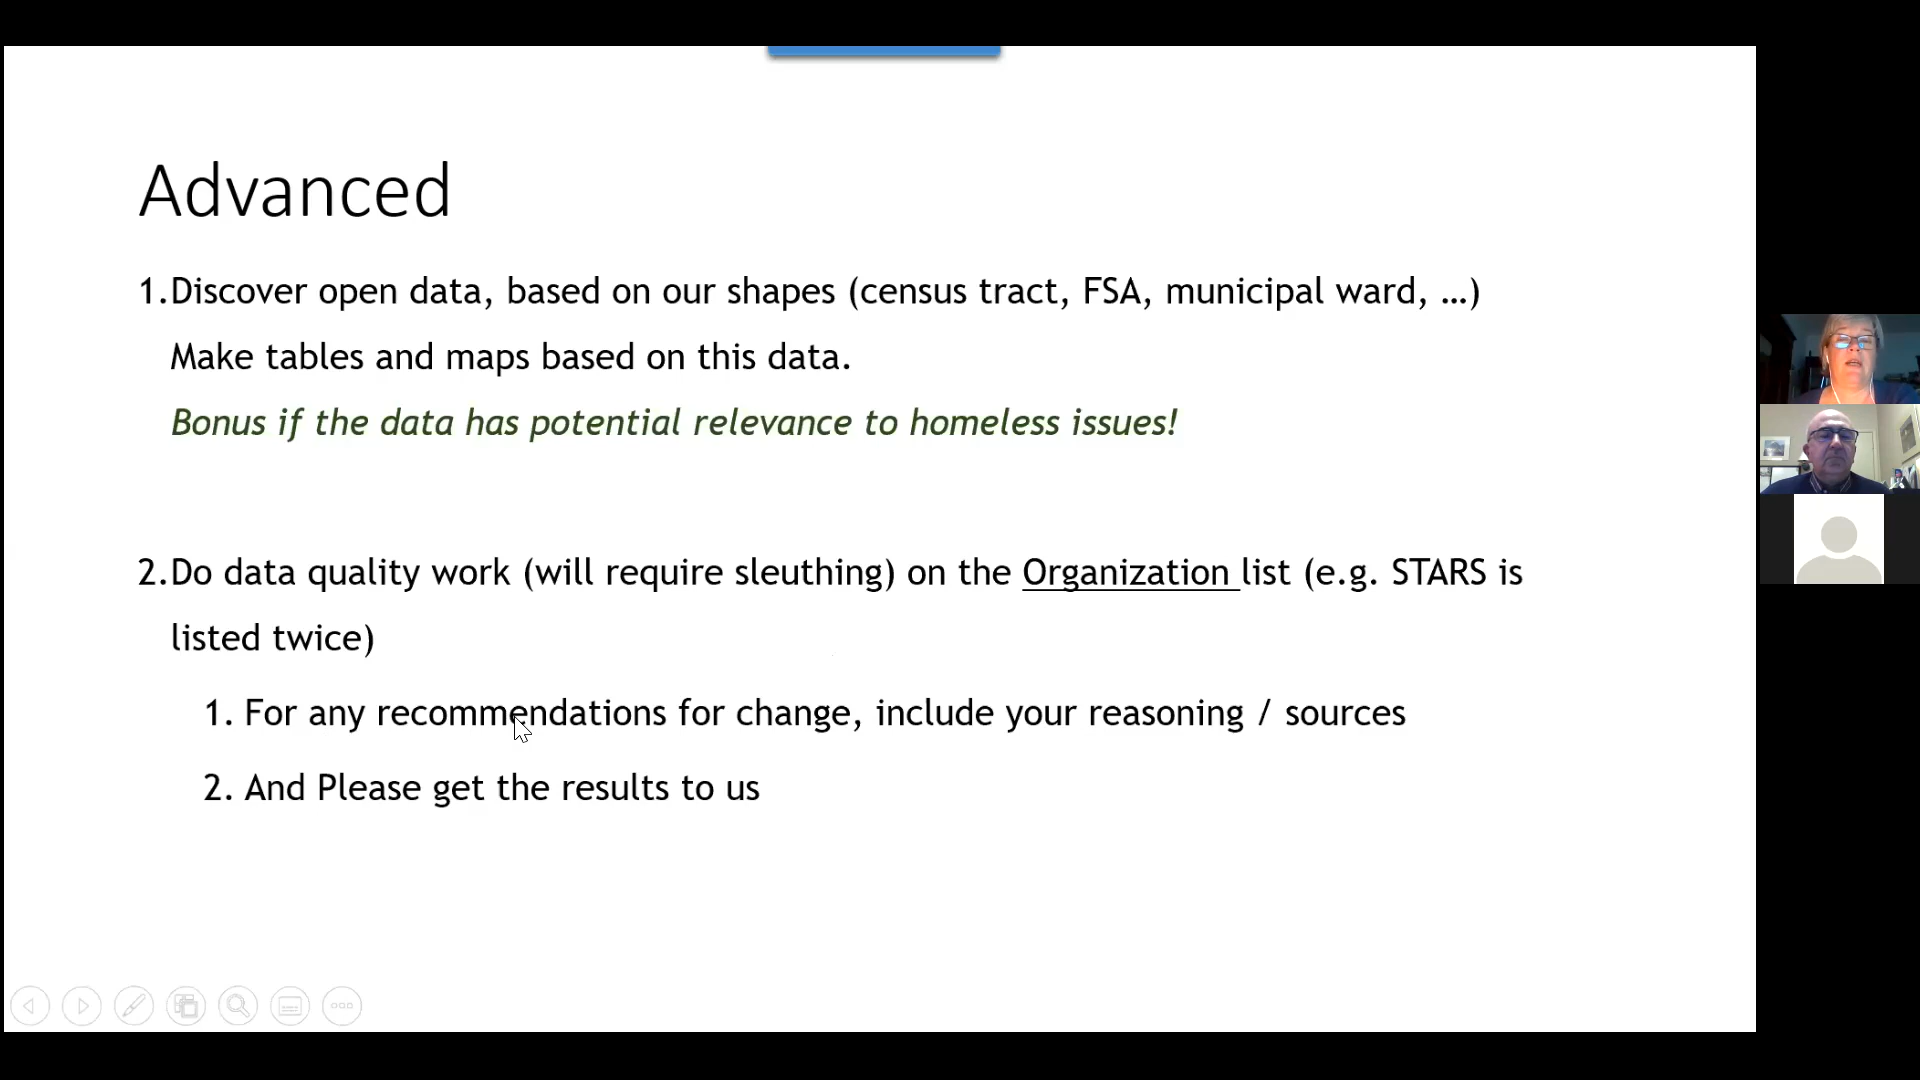 Advanced
1.Discover open data, based on our shapes (census tract, FSA, municipal ward, …)
Make tables and maps based on this data.
Bonus if the data has potential relevance to homeless issues!
2.Do data quality work (will require sleuthing) on the Organization list (e.g. STARS is
listed twice)
1. For any recommendations for change, include your reasoning / sources
2. And Please get the results to us